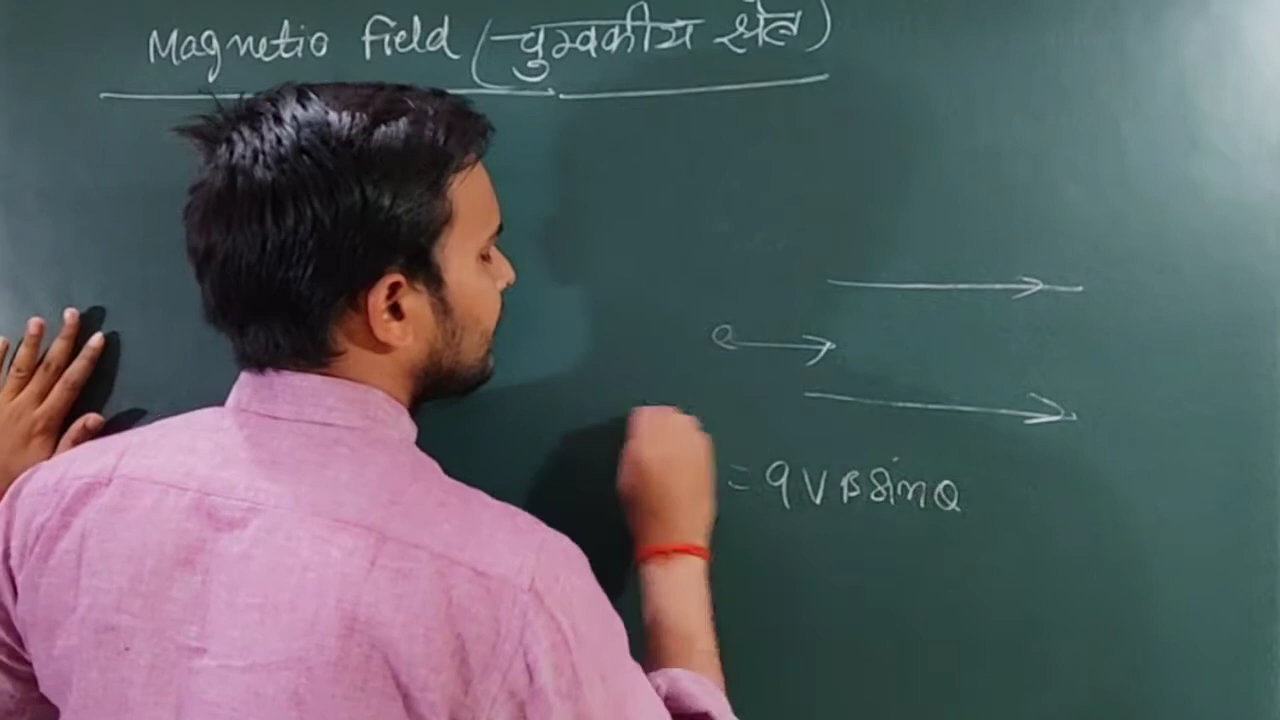 Magnetic field (चुम्बकीय क्षेत्र)
= qVBsinθ